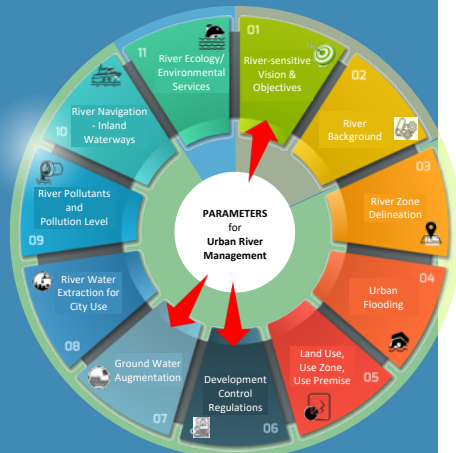 PARAMETERS
for
Urban River
Management
01
River-sensitive
Vision &
Objectives
02
River
Background
03
River Zone
Delineation
04
Urban
Flooding
05
Land Use,
Use Zone,
Use Premise
06
Development
Control
Regulations
07
Ground Water
Augmentation
08
River Water
Extraction for
City Use
09
River Pollutants
and
Pollution Level
10
River Navigation
- Inland
Waterways
11
River Ecology/
Environmental
Services